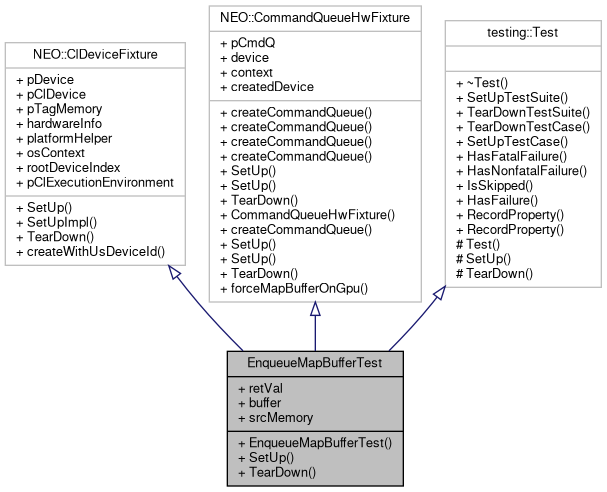 NEO::ClDeviceFixture
+ pDevice
+ pClDevice
+ pTagMemory
+ hardwareInfo
+ platformHelper
+ osContext
+ rootDeviceIndex
+ pClExecutionEnvironment
+ SetUp()
+ SetUpImpl()
+ TearDown()
+ createWithUsDeviceId()
NEO::CommandQueueHwFixture
+ pCmdQ
+ device
+ context
+ createdDevice
+ createCommandQueue()
+ createCommandQueue()
+ createCommandQueue()
+ createCommandQueue()
+ SetUp()
+ SetUp()
+ TearDown()
+ CommandQueueHwFixture()
+ createCommandQueue()
+ SetUp()
+ SetUp()
+ TearDown()
+ forceMapBufferOnGpu()
testing::Test
+ ~Test()
+ SetUpTestSuite()
+ TearDownTestSuite()
+ TearDownTestCase()
+ SetUpTestCase()
+ HasFatalFailure()
+ HasNonfatalFailure()
+ IsSkipped()
+ HasFailure()
+ RecordProperty()
+ RecordProperty()
# Test()
# SetUp()
# TearDown()
EnqueueMapBufferTest
+ retVal
+ buffer
+ srcMemory
+ EnqueueMapBufferTest()
+ SetUp()
+ TearDown()